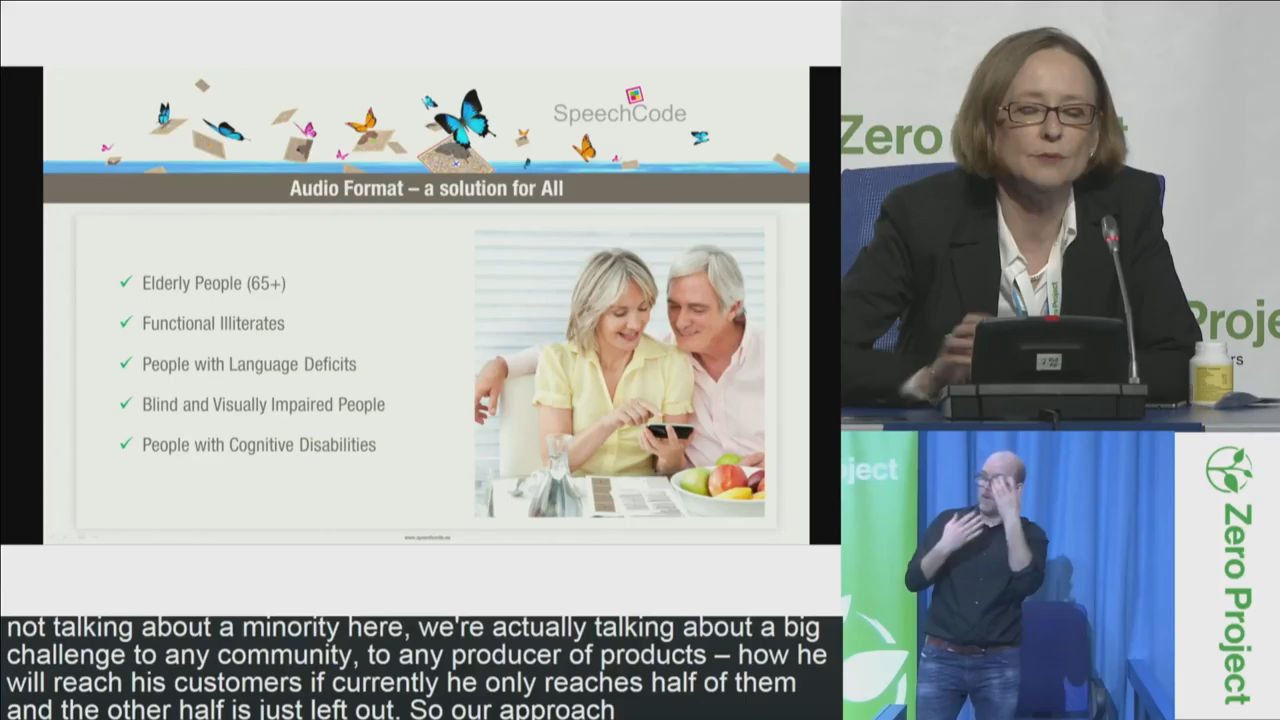 SpeechCode
Audio Format – a solution for All
✓ Elderly People (65+)
✓ Functional Illiterates
✓ People with Language Deficits
✓ Blind and Visually Impaired People
✓ People with Cognitive Disabilities
not talking about a minority here, we're actually talking about a big
challenge to any community, to any producer of products – how he
will reach his customers if currently he only reaches half of them
and the other half is just left out. So our approach
Zero
Proje
rs
Project
ject
Zero Project